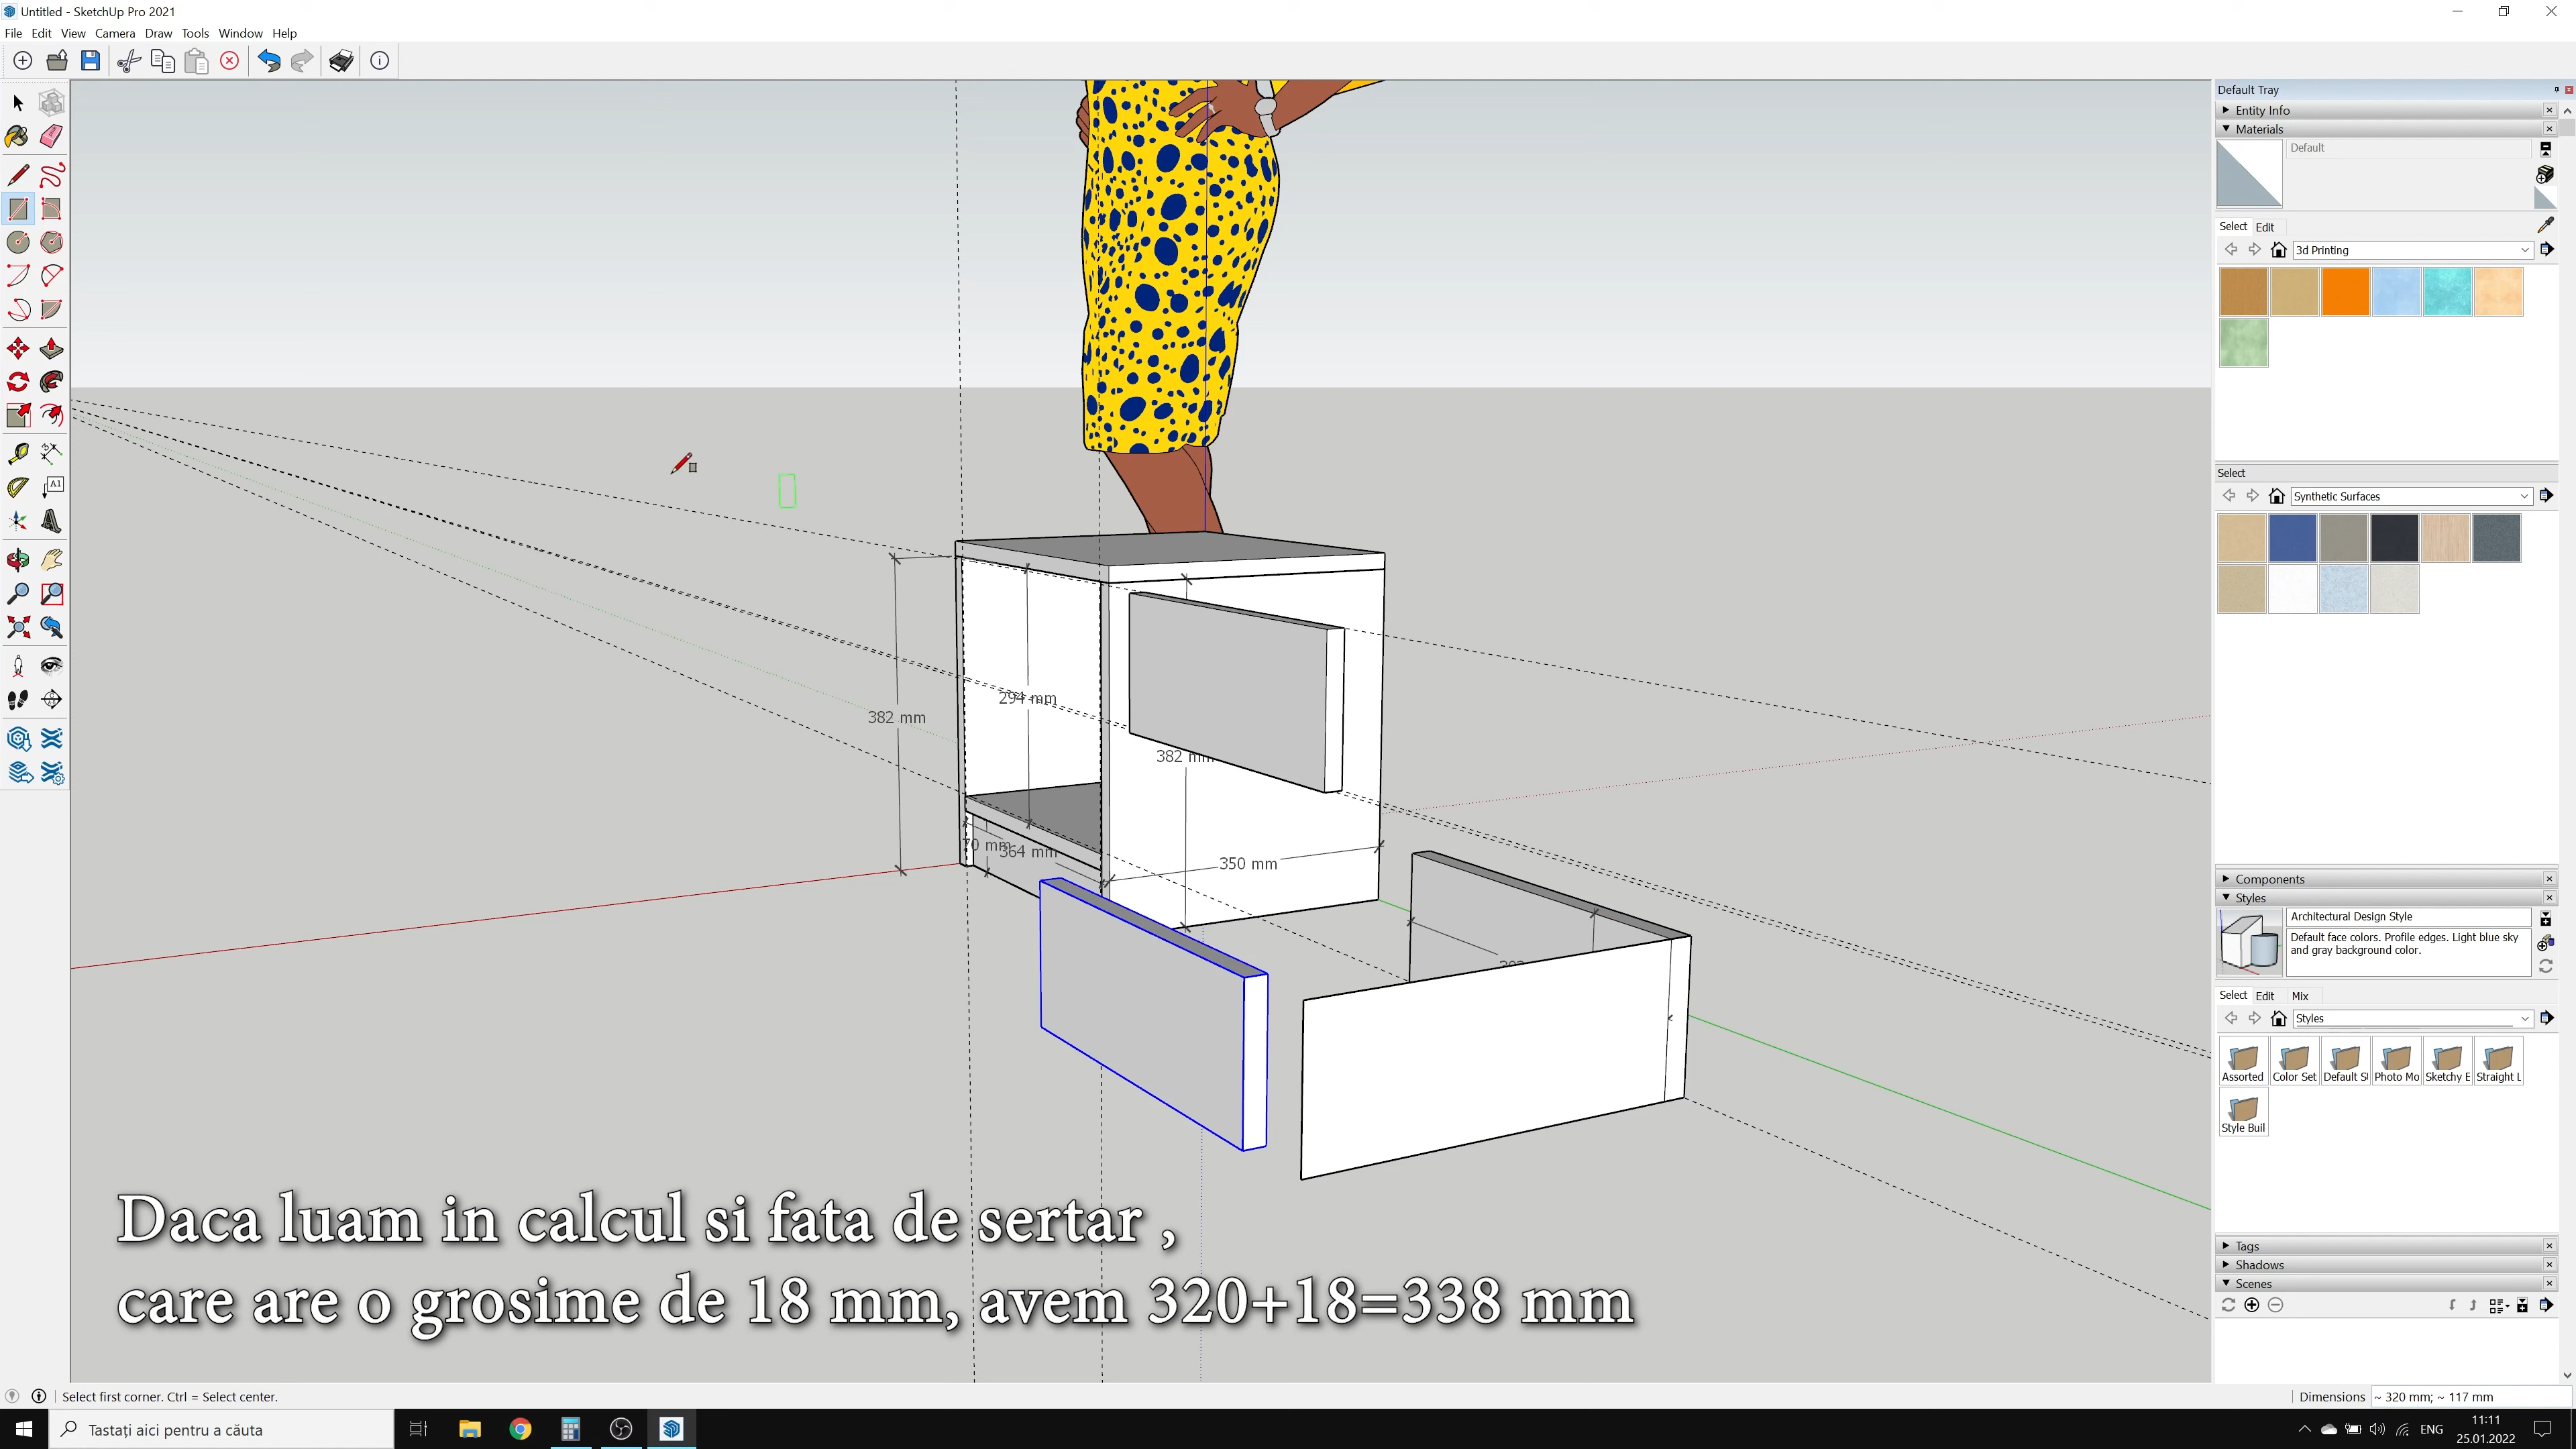 Untitled - SketchUp Pro 2021
File Edit View Camera Draw Tools Window Help
Default Tray
Entity Info
Materials
Default
Select Edit
3d Printing
Select
Synthetic Surfaces
Components
Styles
Architectural Design Style
Default face colors. Profile edges. Light blue sky
and gray background color.
Select Edit Mix
Styles
Assorted Color Set Default S Photo Mo Sketchy E Straight L
Style Buil
Tags
Shadows
Scenes
A1
294 mm
382 mm
382 mm
70 mm
364 mm
350 mm
Daca luam in calcul si fata de sertar ,
care are o grosime de 18 mm, avem 320+18=338 mm
Select first corner. Ctrl = Select center.
Dimensions ~ 320 mm; ~ 117 mm
Tastați aici pentru a căuta
ENG
11:11
25.01.2022